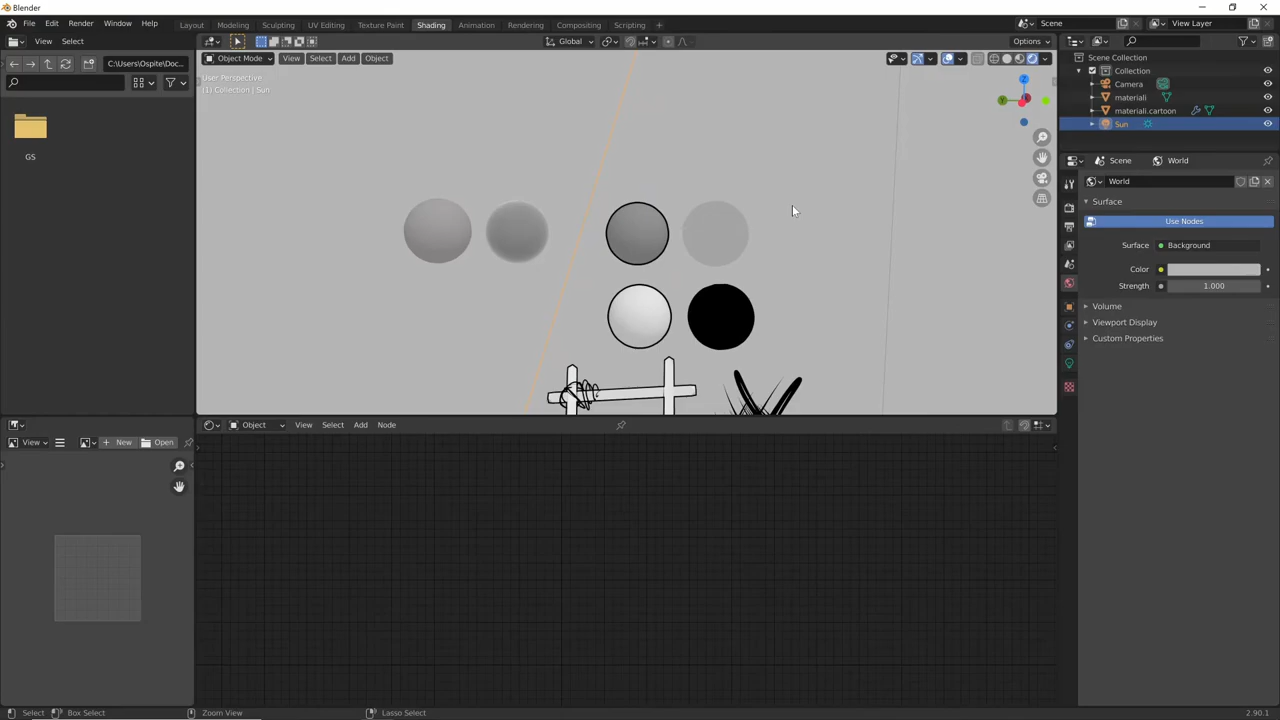 Blender
File Edit Render Window Help
Layout Modeling Sculpting UV Editing Texture Paint Shading Animation Rendering Compositing Scripting +
Scene
View Layer
View Select
Global
Options
C:\Users\Ospite\Doc...
Object Mode View Select Add Object
User Perspective
(1) Collection | Sun
Z
Y
GS
Scene Collection
Collection
Camera
materiali
materiali.cartoon
Sun
Scene World
World
Surface
Use Nodes
Surface Background
Color
Strength 1.000
Volume
Viewport Display
Custom Properties
Object View Select Add Node
View New Open
Select Box Select Zoom View Lasso Select 2.90.1